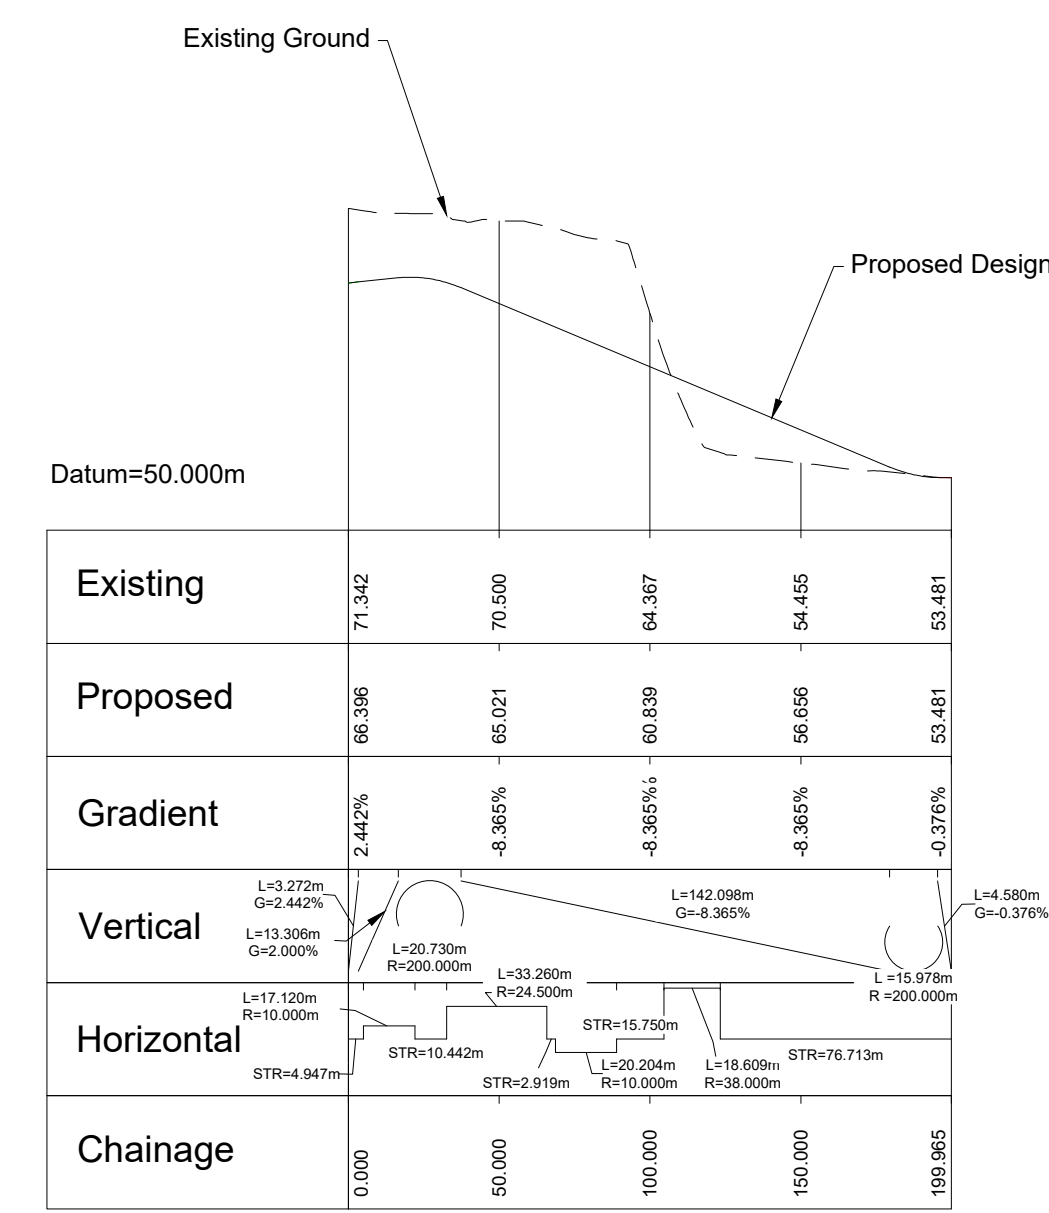 Existing Ground
Proposed Design
Datum=50.000m
Existing
71.342
70.500
64.367
54.455
53.481
Proposed
66.396
65.021
60.839
56.656
53.481
Gradient
2.442%
-8.365%
-8.365%%
-8.365%
-0.376%
Vertical
L=3.272m
G=2.442%
L=13.306m
G=2.000%
L=20.730m
R=200.000m
L=142.098m
G=-8.365%
L =15.978m
R =200.000m
L=4.580m
G=-0.376%
Horizontal
STR=4.947m
L=17.120m
R=10.000m
STR=10.442m
L=33.260m
R=24.500m
STR=2.919m
L=20.204m
R=10.000m
STR=15.750m
L=18.609m
R=38.000m
STR=76.713m
Chainage
0.000
50.000
100.000
150.000
199.965